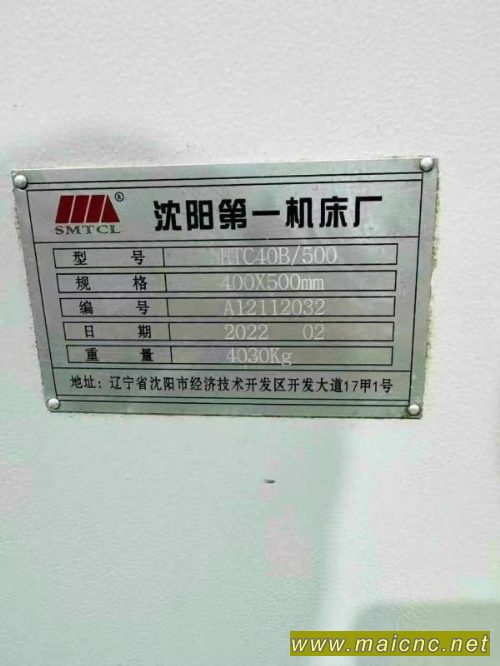 SMTCL ® 沈阳第一机床厂
型号 HTC40B/500
规格 400X500mm
编号 A12112032
日期 2022 02
重量 4030Kg
地址: 辽宁省沈阳市经济技术开发区开发大道17甲1号
www.maicnc.net